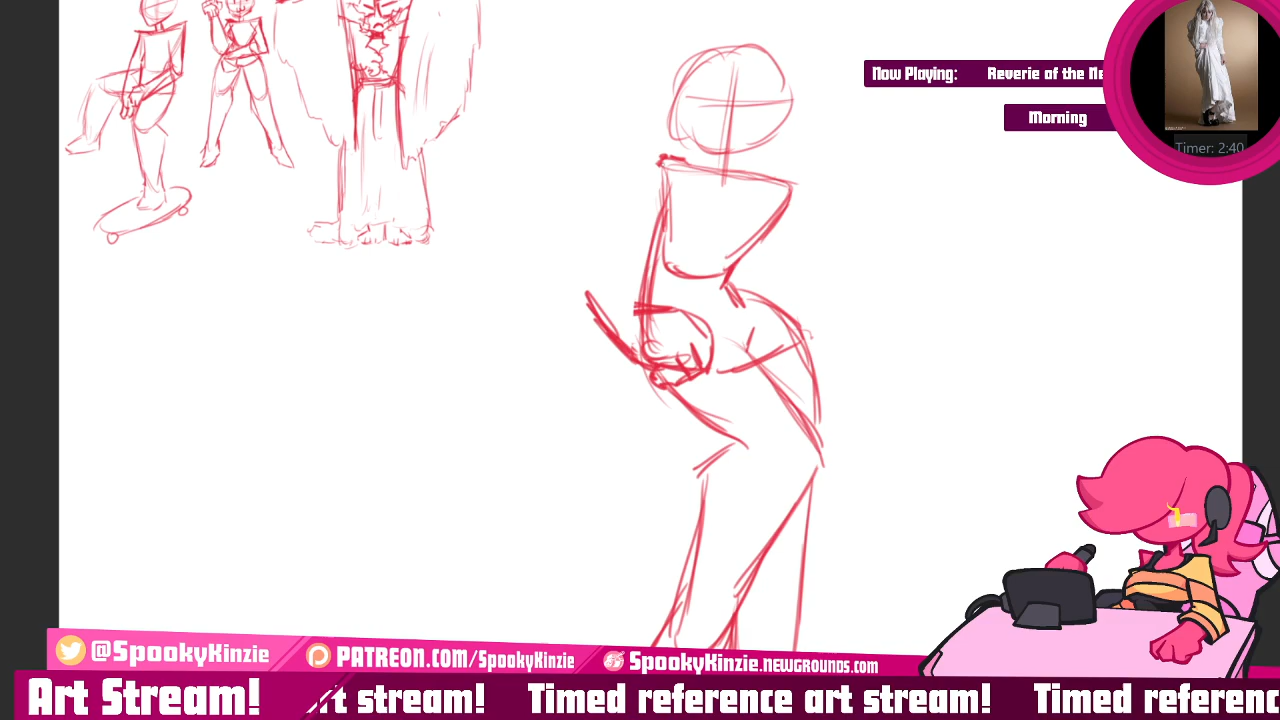 Now Playing: Reverie of the Ne
Morning
Timer: 2:40
@SpookyKinzie PATREON.COM/SpookyKinzie SpookyKinzie.NEWGROUNDS.com
Art Stream! rt stream! Timed reference art stream! Timed referenc